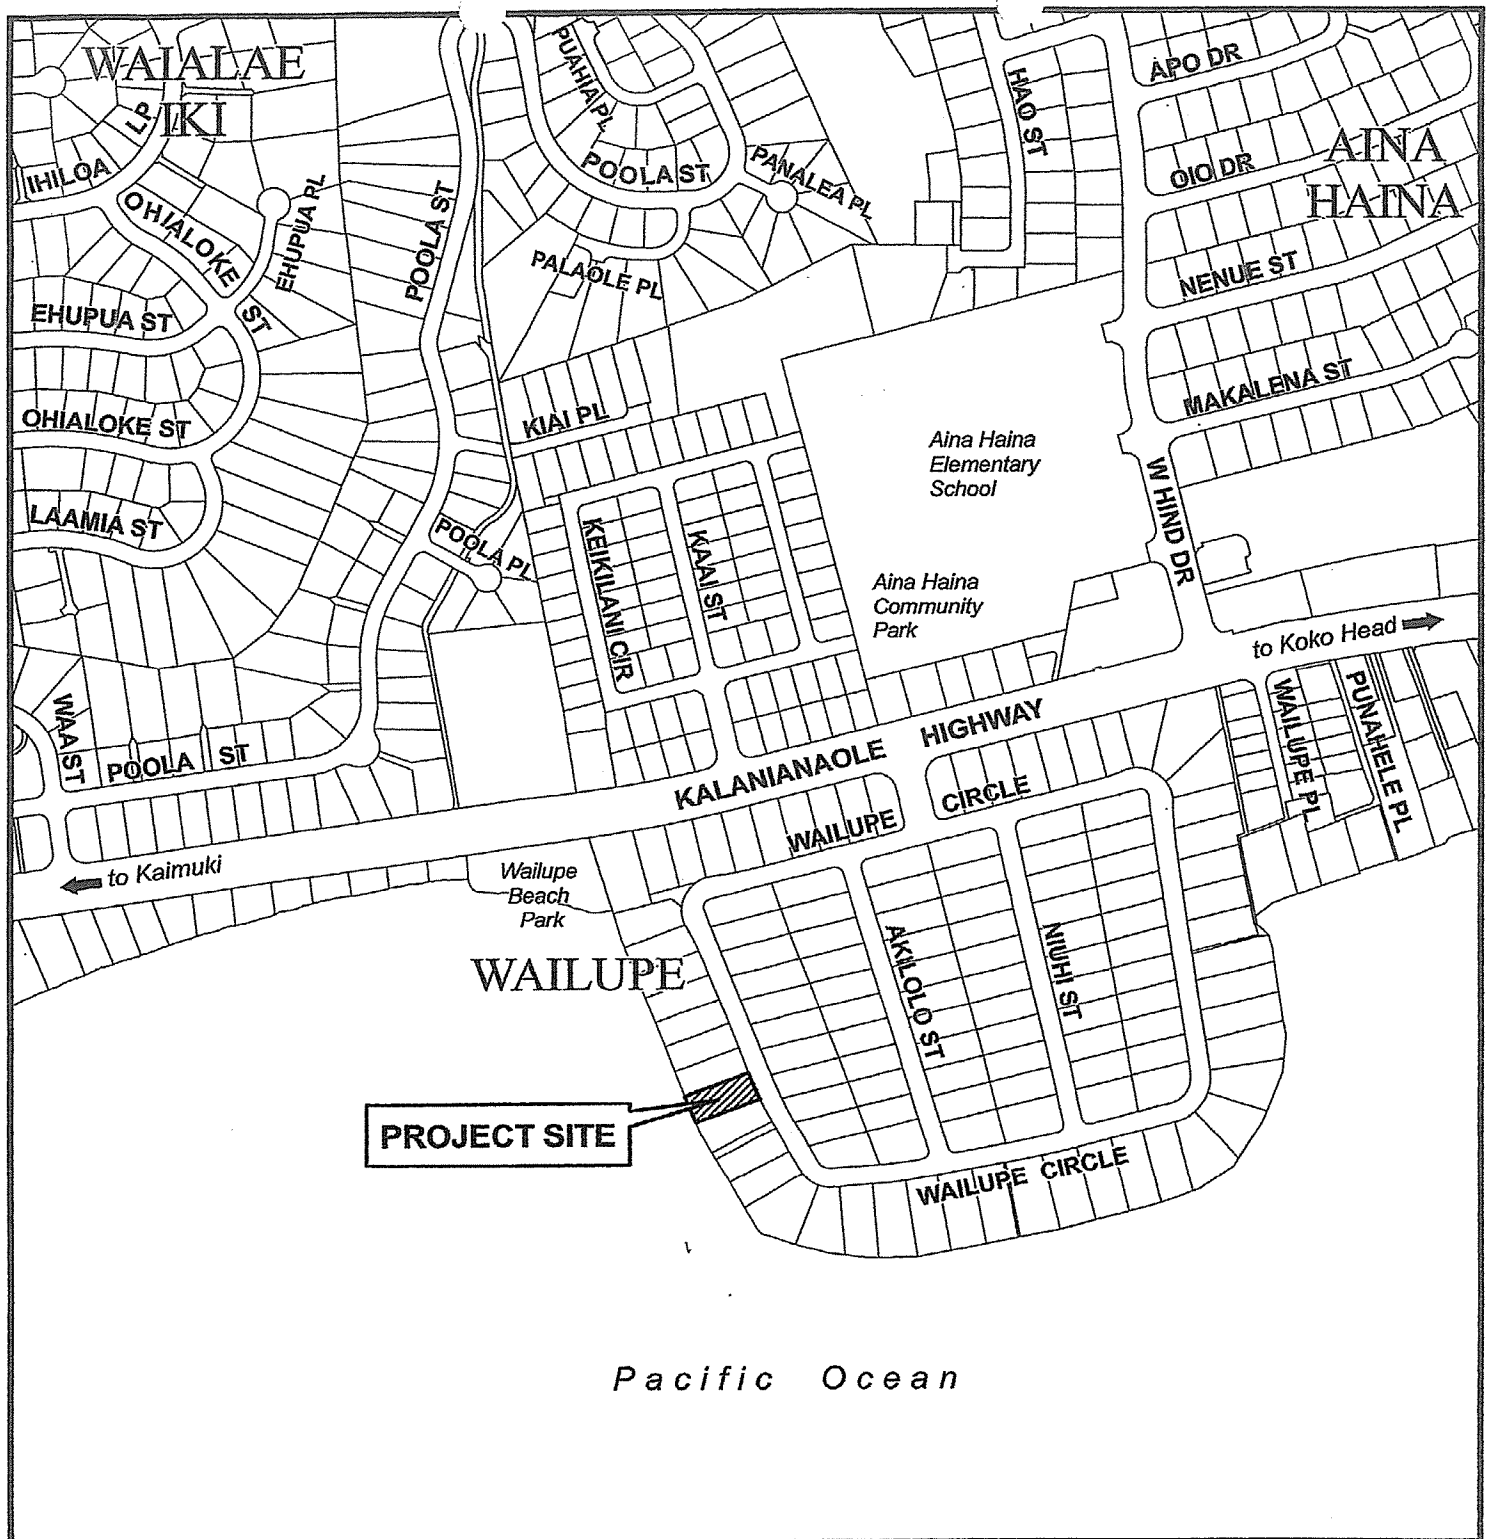 WAIALAE
IKI
IHILOA LP
OHIALOKE ST
EHUPUA PL
EHUPUA ST
OHIALOKE ST
LAAMIA ST
POOLA ST
PUAHIA PL
POOLA ST
PANALEA PL
PALAOLE PL
KIAI PL
POOLA PL
KEIKILANI CIR
KAAI ST
HAO ST
APO DR
OIO DR
AINA
HAINA
NENUE ST
MAKALENA ST
W HIND DR
Aina Haina
Elementary
School
Aina Haina
Community
Park
to Koko Head
WAILUPE PL
PUNAHELE PL
WAA ST
POOLA ST
KALANIANAOLE HIGHWAY
WAILUPE CIRCLE
to Kaimuki
Wailupe
Beach
Park
WAILUPE
AKILOLO ST
NIUHI ST
PROJECT SITE
WAILUPE CIRCLE
Pacific Ocean